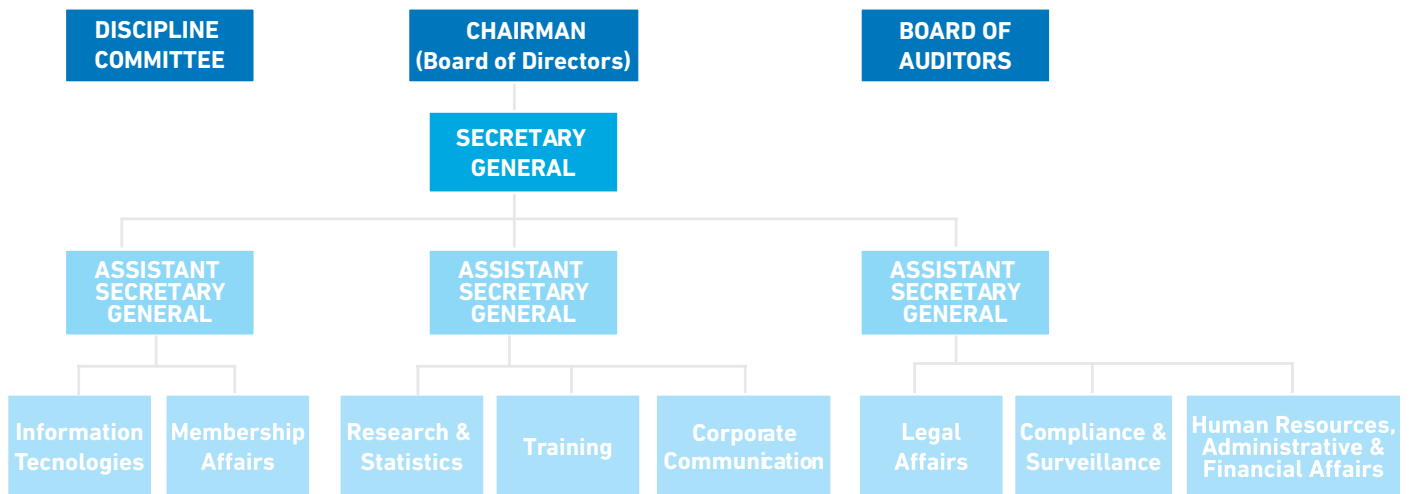 DISCIPLINE
COMMITTEE
CHAIRMAN
(Board of Directors)
BOARD OF
AUDITORS
SECRETARY
GENERAL
ASSISTANT
SECRETARY
GENERAL
ASSISTANT
SECRETARY
GENERAL
ASSISTANT
SECRETARY
GENERAL
Information
Tecnologies
Membership
Affairs
Research &
Statistics
Training
Corporate
Communication
Legal
Affairs
Compliance &
Surveillance
Human Resources,
Administrative &
Financial Affairs